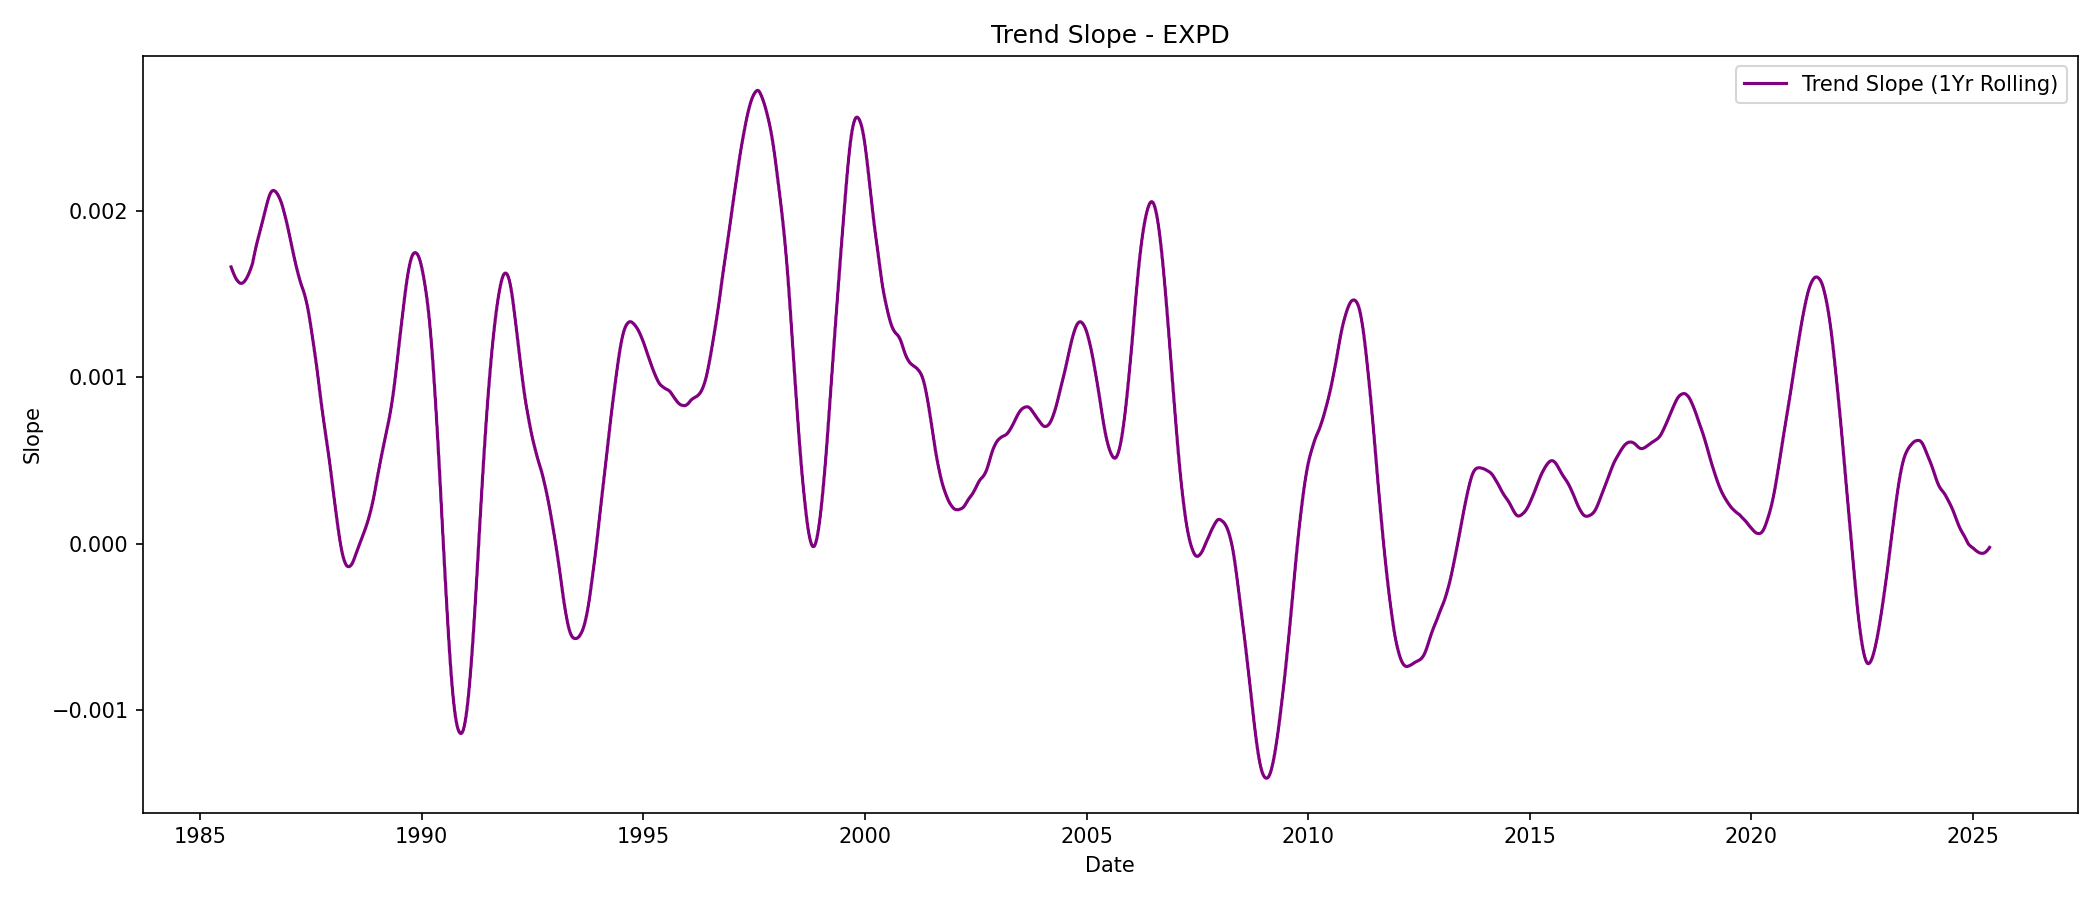 Trend Slope - EXPD
Trend Slope (1Yr Rolling)
Slope
0.002
0.001
0.000
−0.001
1985 1990 1995 2000 2005 2010 2015 2020 2025
Date